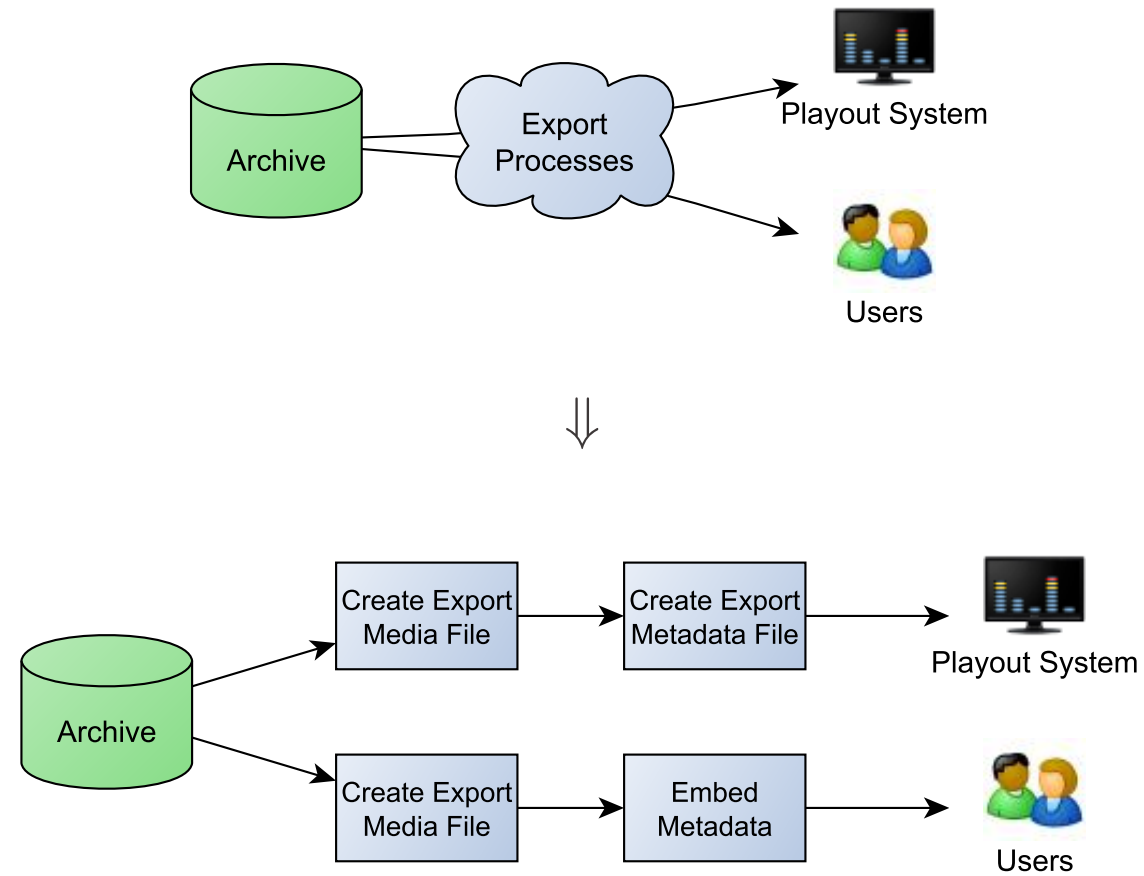 Archive
Export
Processes
Playout System
Users
Create Export
Media File
Create Export
Metadata File
Playout System
Archive
Create Export
Media File
Embed
Metadata
Users